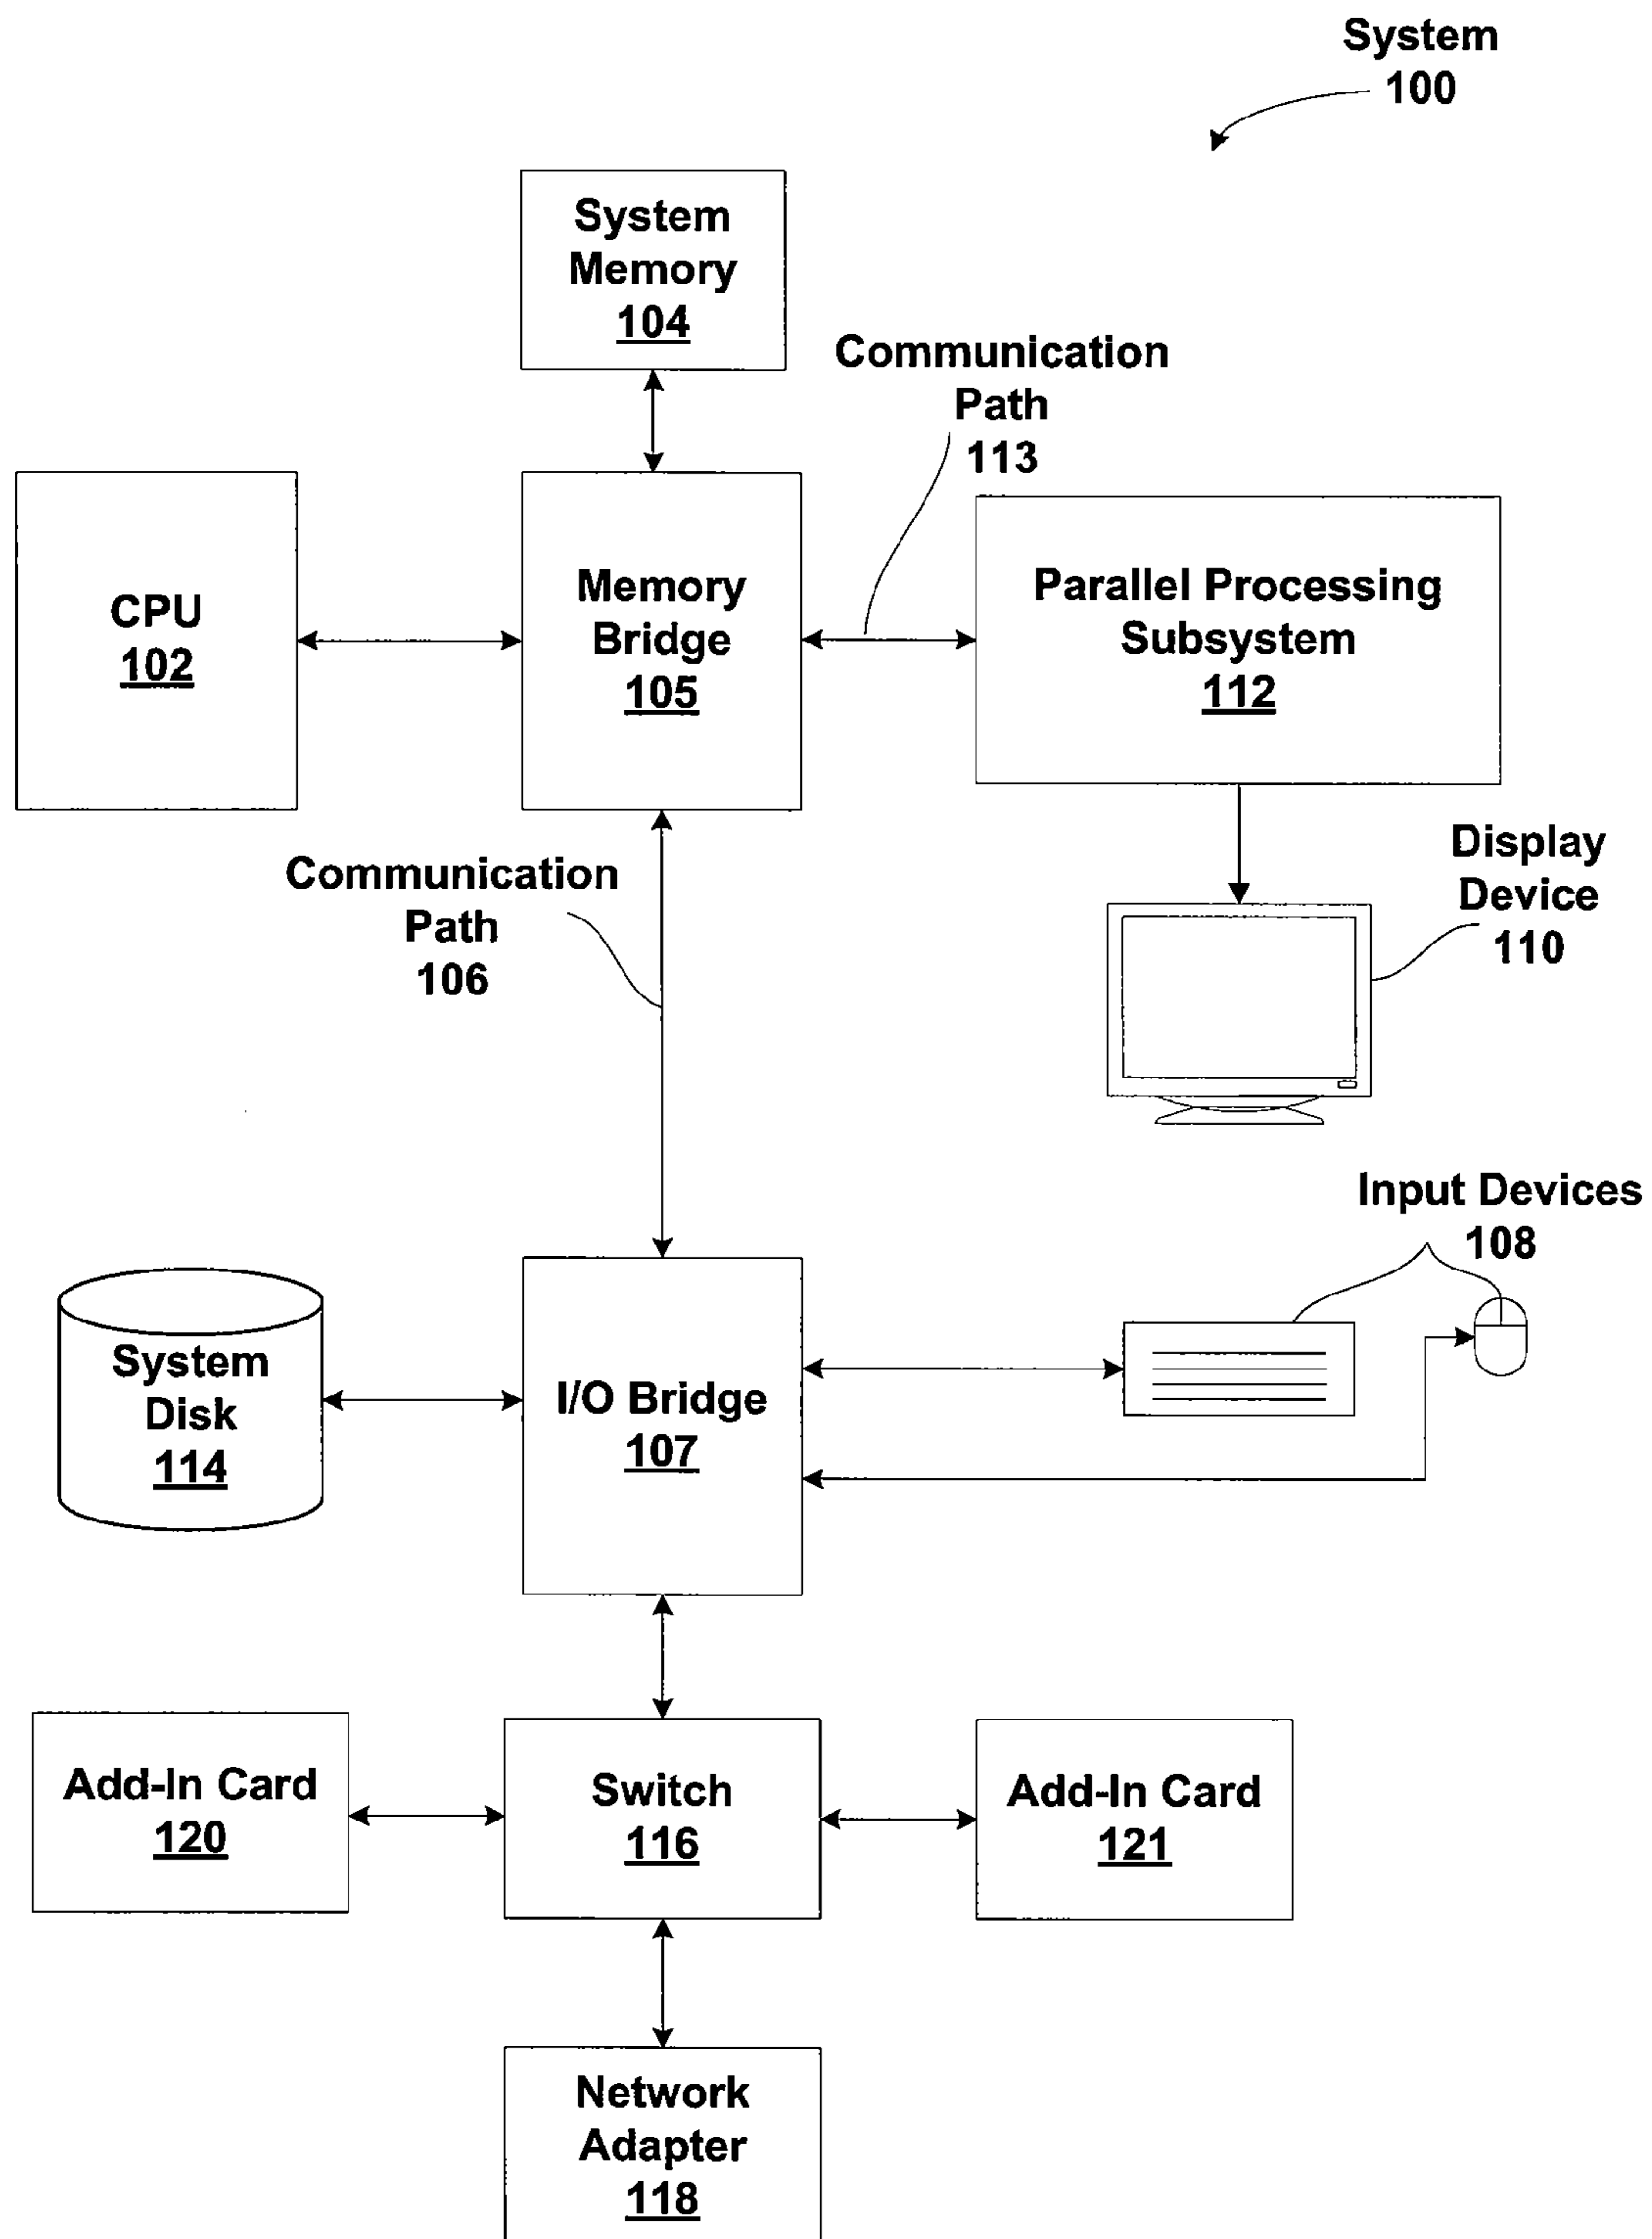 System
100
System
Memory
104
Communication
Path
113
CPU
102
Memory
Bridge
105
Parallel Processing
Subsystem
112
Communication
Path
106
Display
Device
110
Input Devices
108
System
Disk
114
I/O Bridge
107
Add-In Card
120
Switch
116
Add-In Card
121
Network
Adapter
118